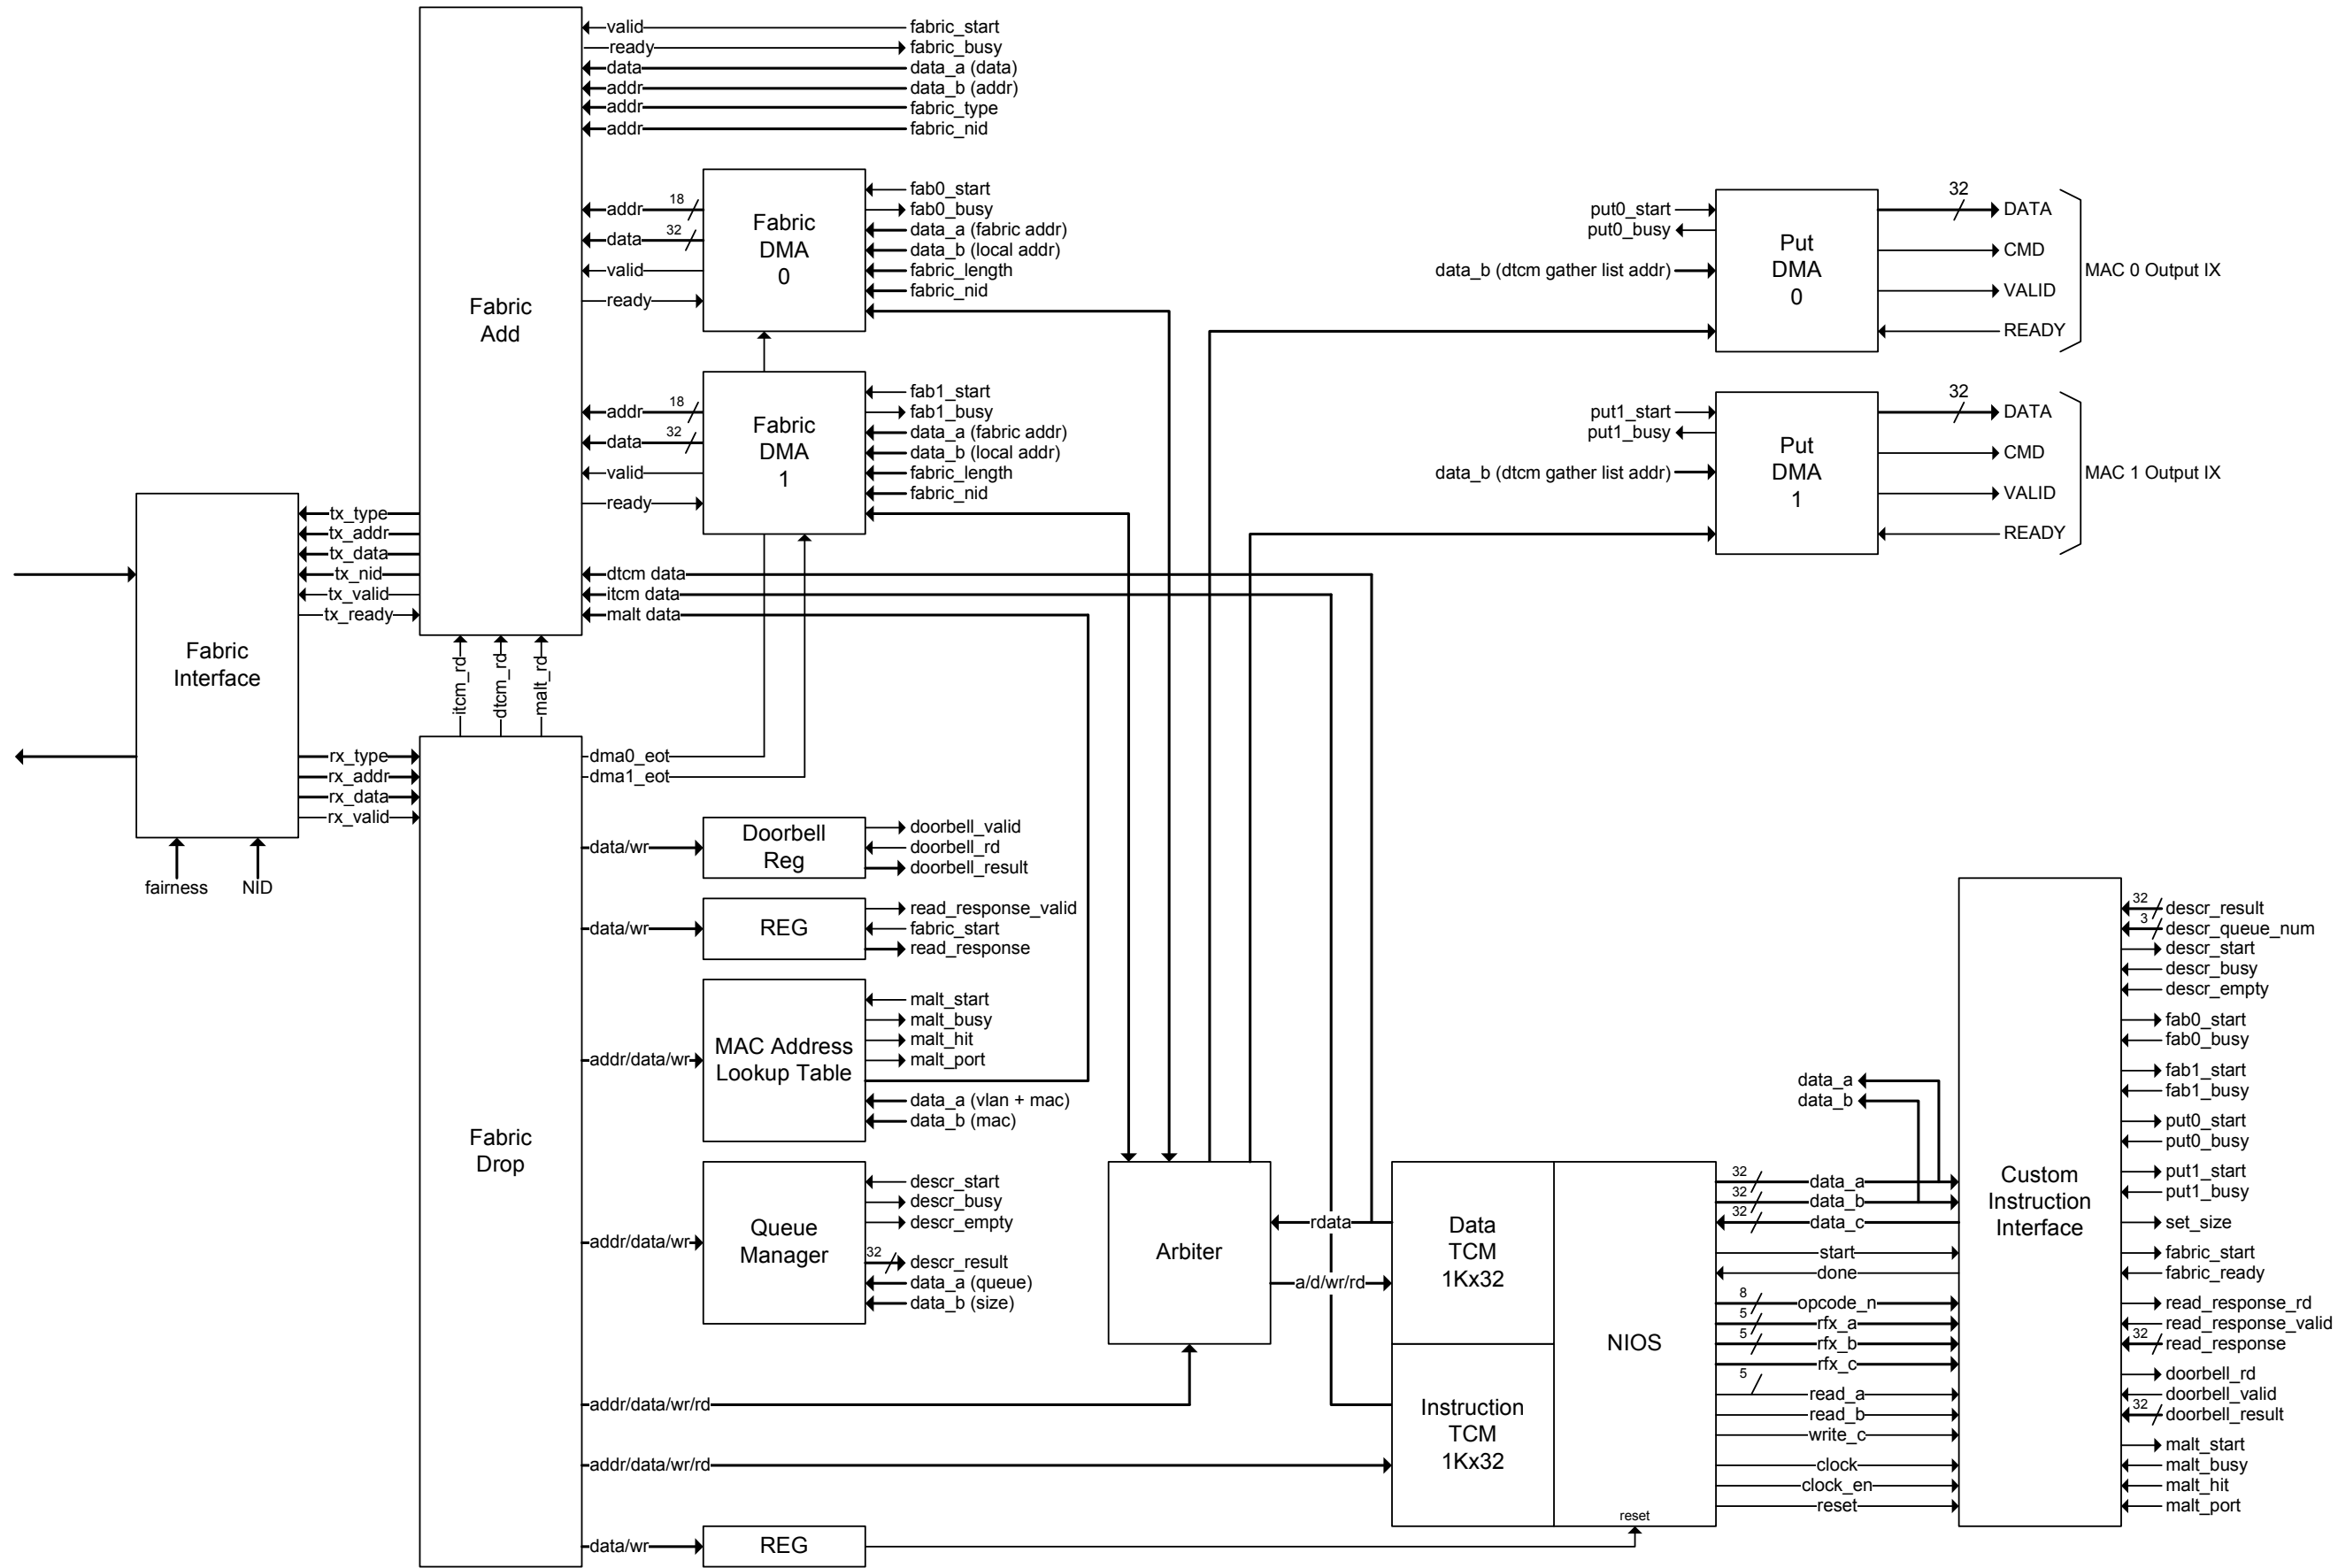 valid
fabric_start
ready
fabric_busy
data
data_a (data)
addr
data_b (addr)
addr
fabric_type
addr
fabric_nid
Fabric
Add
addr
18
data
32
valid
ready
Fabric
DMA
0
fab0_start
fab0_busy
data_a (fabric addr)
data_b (local addr)
fabric_length
fabric_nid
addr
18
data
32
valid
ready
Fabric
DMA
1
fab1_start
fab1_busy
data_a (fabric addr)
data_b (local addr)
fabric_length
fabric_nid
dtcm data
itcm data
malt data
put0_start
put0_busy
data_b (dtcm gather list addr)
Put
DMA
0
32
DATA
CMD
VALID
READY
MAC 0 Output IX
put1_start
put1_busy
data_b (dtcm gather list addr)
Put
DMA
1
32
DATA
CMD
VALID
READY
MAC 1 Output IX
Fabric
Interface
tx_type
tx_addr
tx_data
tx_nid
tx_valid
tx_ready
rx_type
rx_addr
rx_data
rx_valid
fairness
NID
itcm_rd
dtcm_rd
malt_rd
Fabric
Drop
dma0_eot
dma1_eot
data/wr
Doorbell
Reg
doorbell_valid
doorbell_rd
doorbell_result
data/wr
REG
read_response_valid
fabric_start
read_response
addr/data/wr
MAC Address
Lookup Table
malt_start
malt_busy
malt_hit
malt_port
data_a (vlan + mac)
data_b (mac)
addr/data/wr
Queue
Manager
descr_start
descr_busy
descr_empty
32
descr_result
data_a (queue)
data_b (size)
addr/data/wr/rd
addr/data/wr/rd
data/wr
REG
Arbiter
rdata
a/d/wr/rd
Data
TCM
1Kx32
Instruction
TCM
1Kx32
NIOS
reset
data_a
data_b
32
data_a
32
data_b
32
data_c
start
done
8
opcode_n
5
rfx_a
5
rfx_b
rfx_c
5
read_a
read_b
write_c
clock
clock_en
reset
Custom
Instruction
Interface
32
descr_result
3
descr_queue_num
descr_start
descr_busy
descr_empty
fab0_start
fab0_busy
fab1_start
fab1_busy
put0_start
put0_busy
put1_start
put1_busy
set_size
fabric_start
fabric_ready
read_response_rd
read_response_valid
32
read_response
doorbell_rd
doorbell_valid
32
doorbell_result
malt_start
malt_busy
malt_hit
malt_port